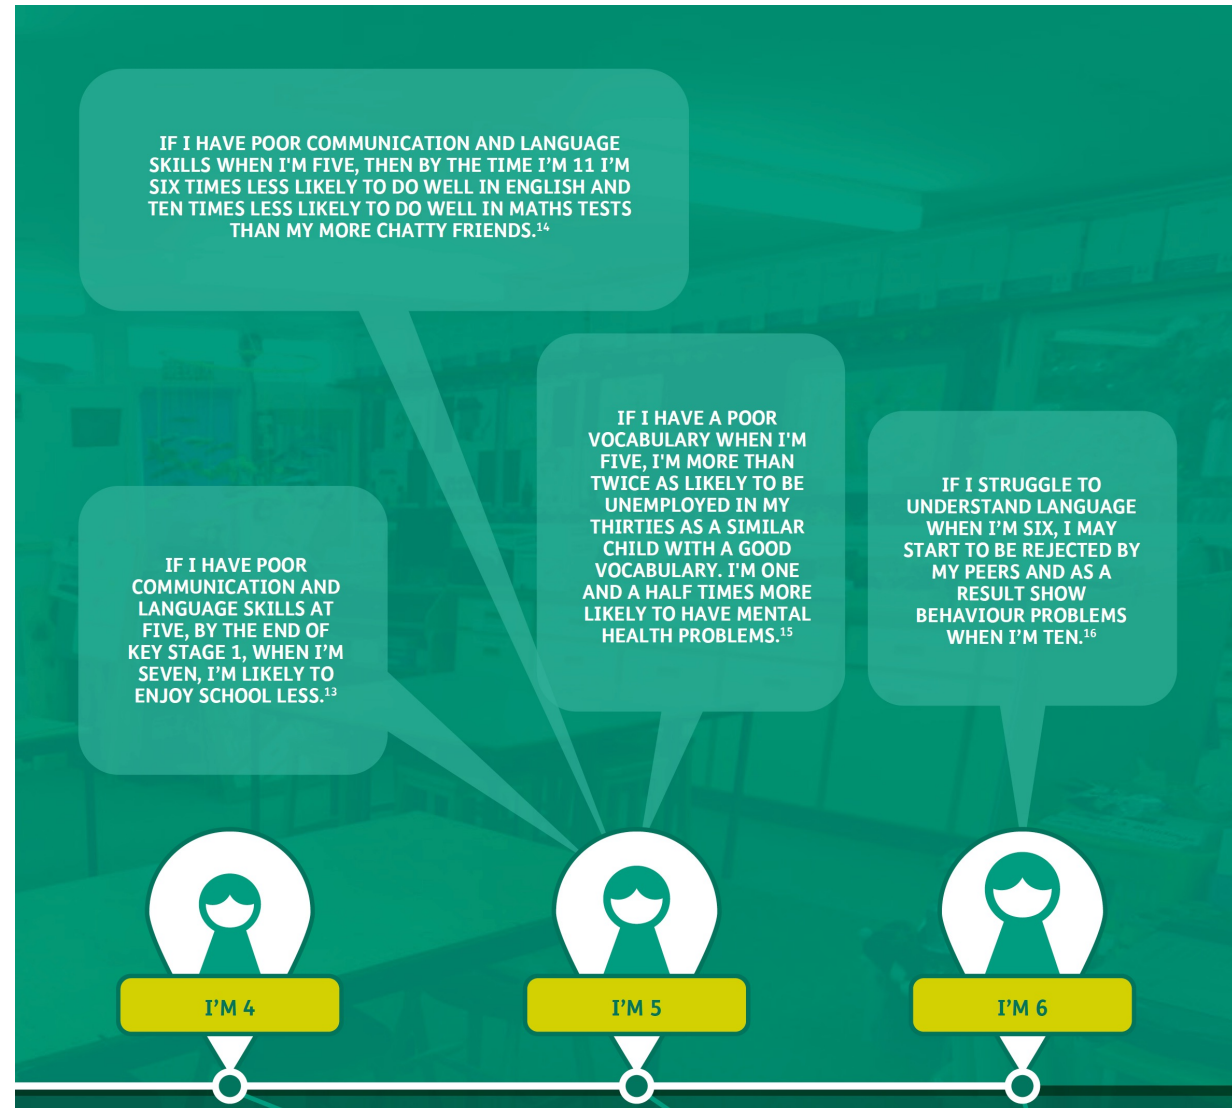 IF I HAVE POOR COMMUNICATION AND LANGUAGE
SKILLS WHEN I'M FIVE, THEN BY THE TIME I’M 11 I’M
SIX TIMES LESS LIKELY TO DO WELL IN ENGLISH AND
TEN TIMES LESS LIKELY TO DO WELL IN MATHS TESTS
THAN MY MORE CHATTY FRIENDS.¹⁴
IF I HAVE POOR
COMMUNICATION AND
LANGUAGE SKILLS AT
FIVE, BY THE END OF
KEY STAGE 1, WHEN I’M
SEVEN, I’M LIKELY TO
ENJOY SCHOOL LESS.¹³
IF I HAVE A POOR
VOCABULARY WHEN I'M
FIVE, I'M MORE THAN
TWICE AS LIKELY TO BE
UNEMPLOYED IN MY
THIRTIES AS A SIMILAR
CHILD WITH A GOOD
VOCABULARY. I'M ONE
AND A HALF TIMES MORE
LIKELY TO HAVE MENTAL
HEALTH PROBLEMS.¹⁵
IF I STRUGGLE TO
UNDERSTAND LANGUAGE
WHEN I’M SIX, I MAY
START TO BE REJECTED BY
MY PEERS AND AS A
RESULT SHOW
BEHAVIOUR PROBLEMS
WHEN I’M TEN.¹⁶
I’M 4
I’M 5
I’M 6